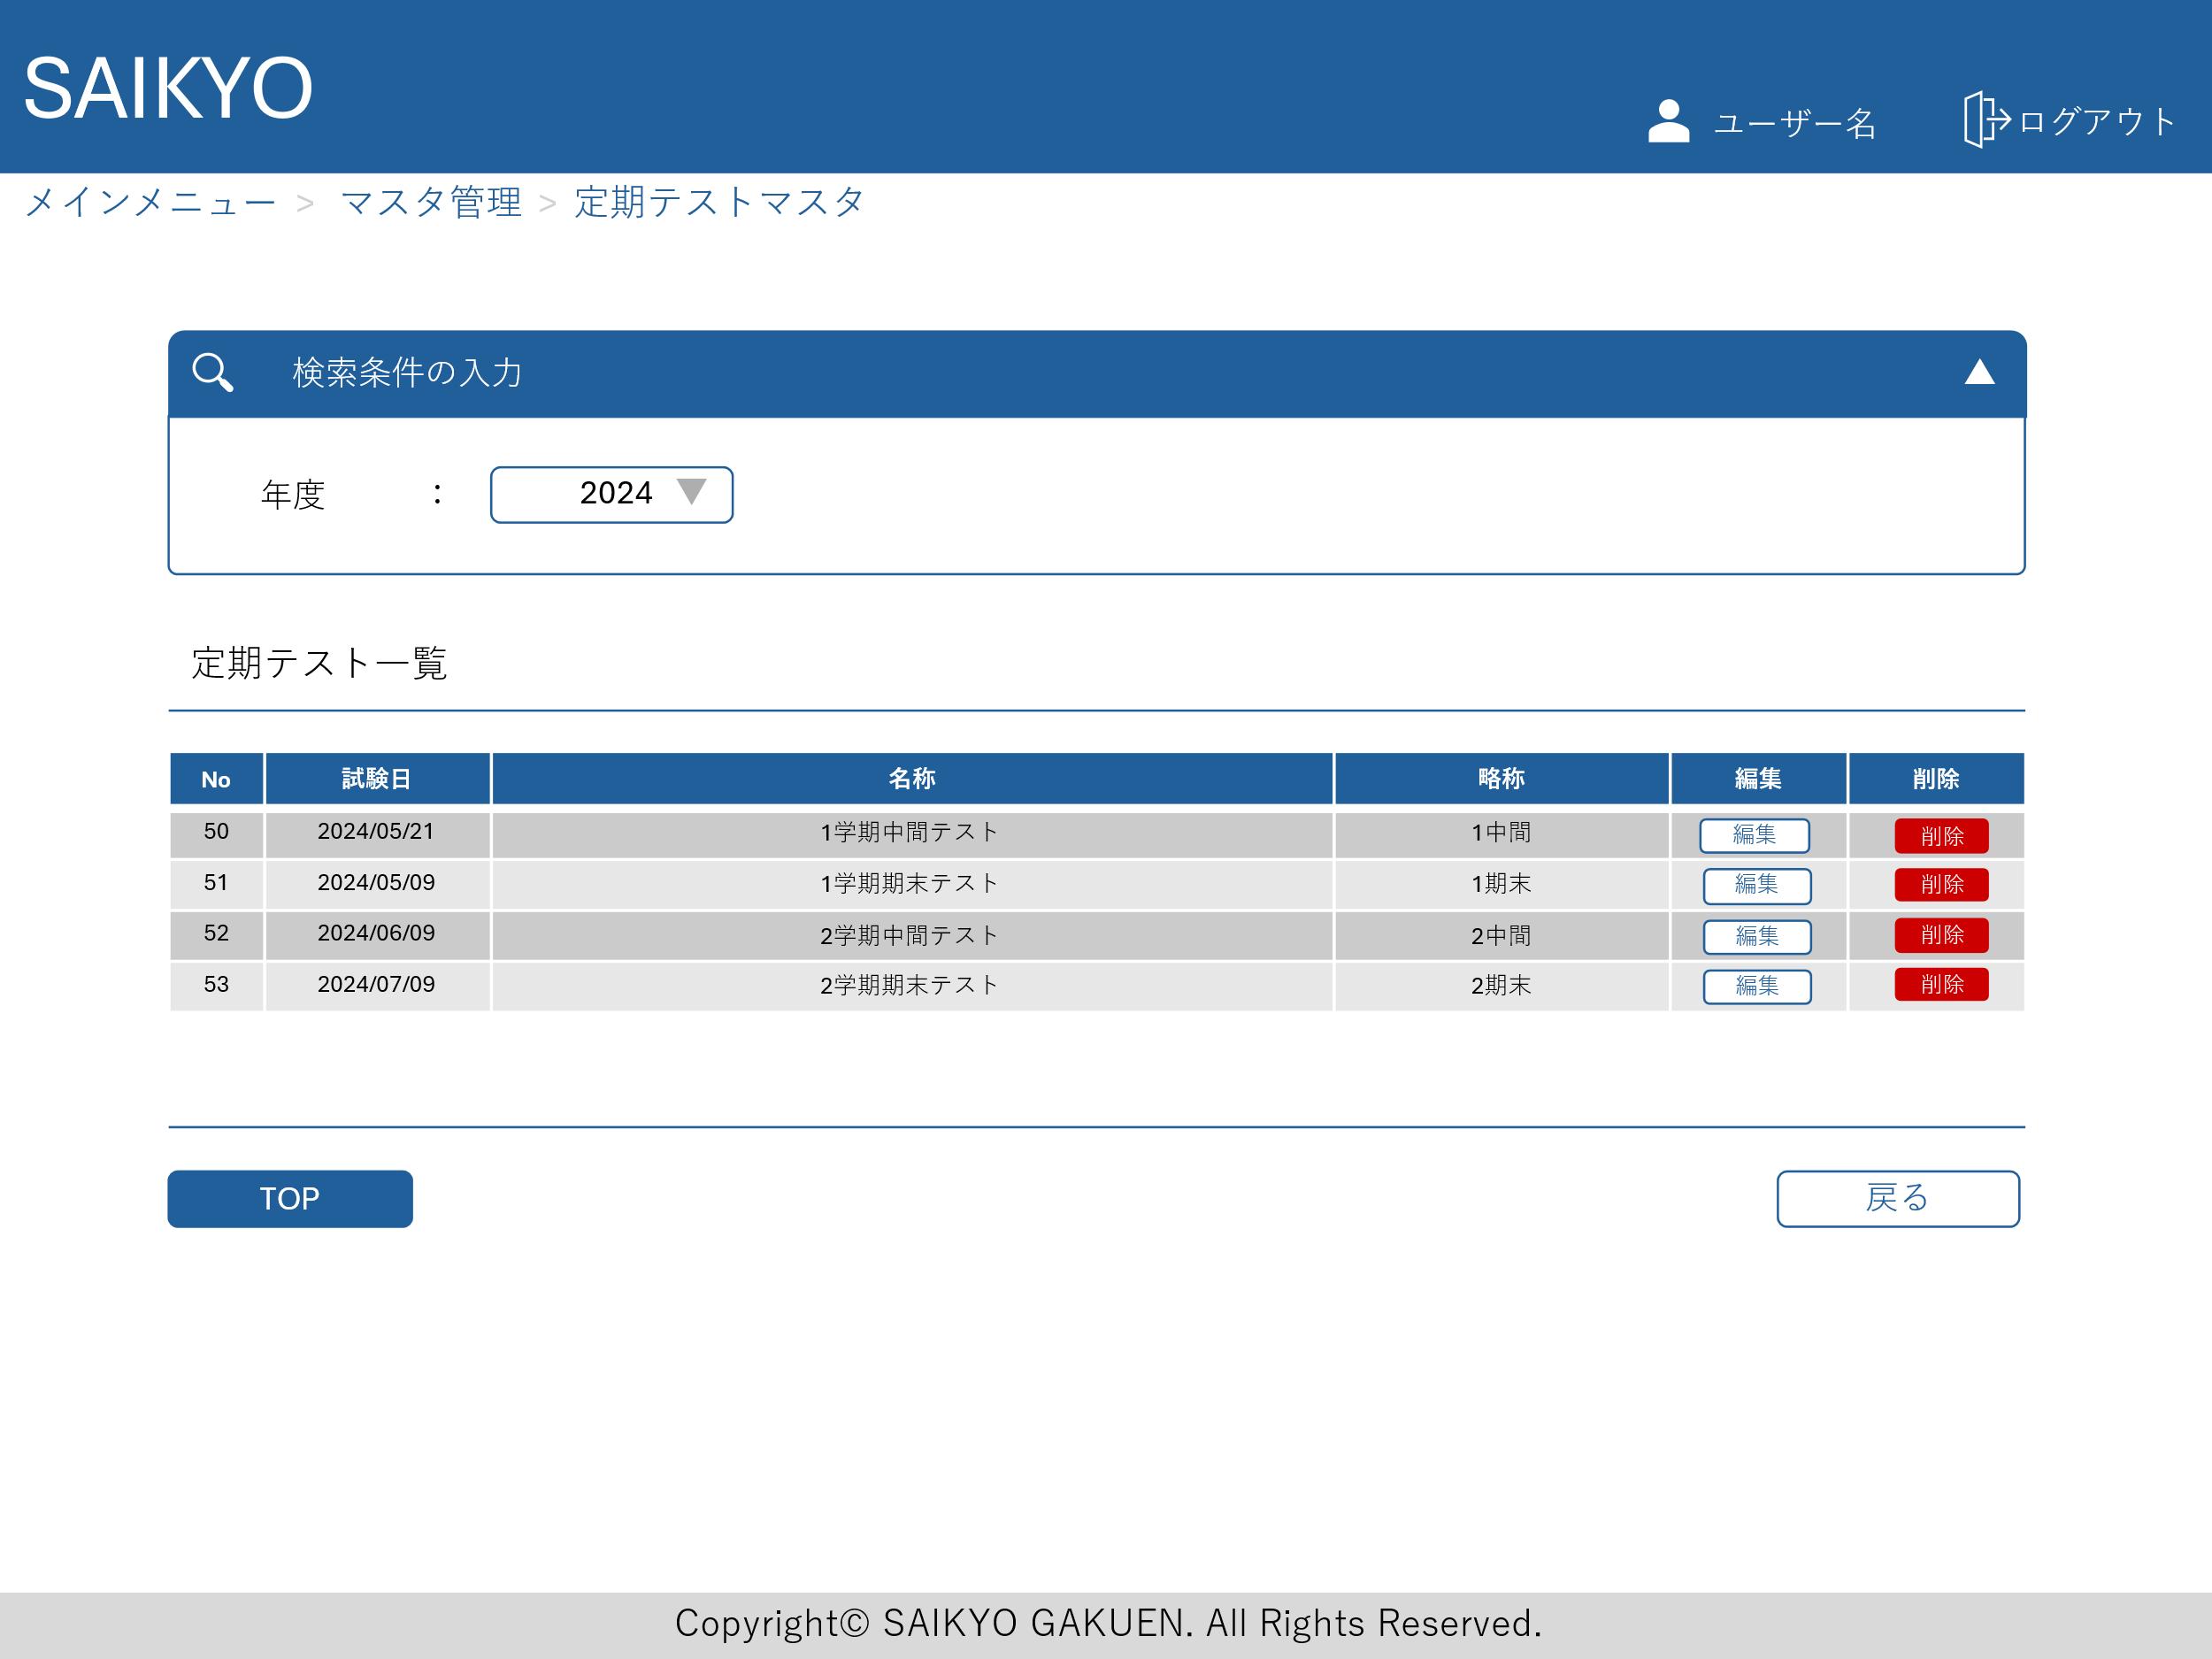 SAIKYO
ユーザー名 ログアウト
メインメニュー > マスタ管理 > 定期テストマスタ
検索条件の入力 ▲
年度 : 2024 ▼
定期テスト一覧
No 試験日 名称 略称 編集 削除
50 2024/05/21 1学期中間テスト 1中間 編集 削除
51 2024/05/09 1学期期末テスト 1期末 編集 削除
52 2024/06/09 2学期中間テスト 2中間 編集 削除
53 2024/07/09 2学期期末テスト 2期末 編集 削除
TOP 戻る
Copyright© SAIKYO GAKUEN. All Rights Reserved.